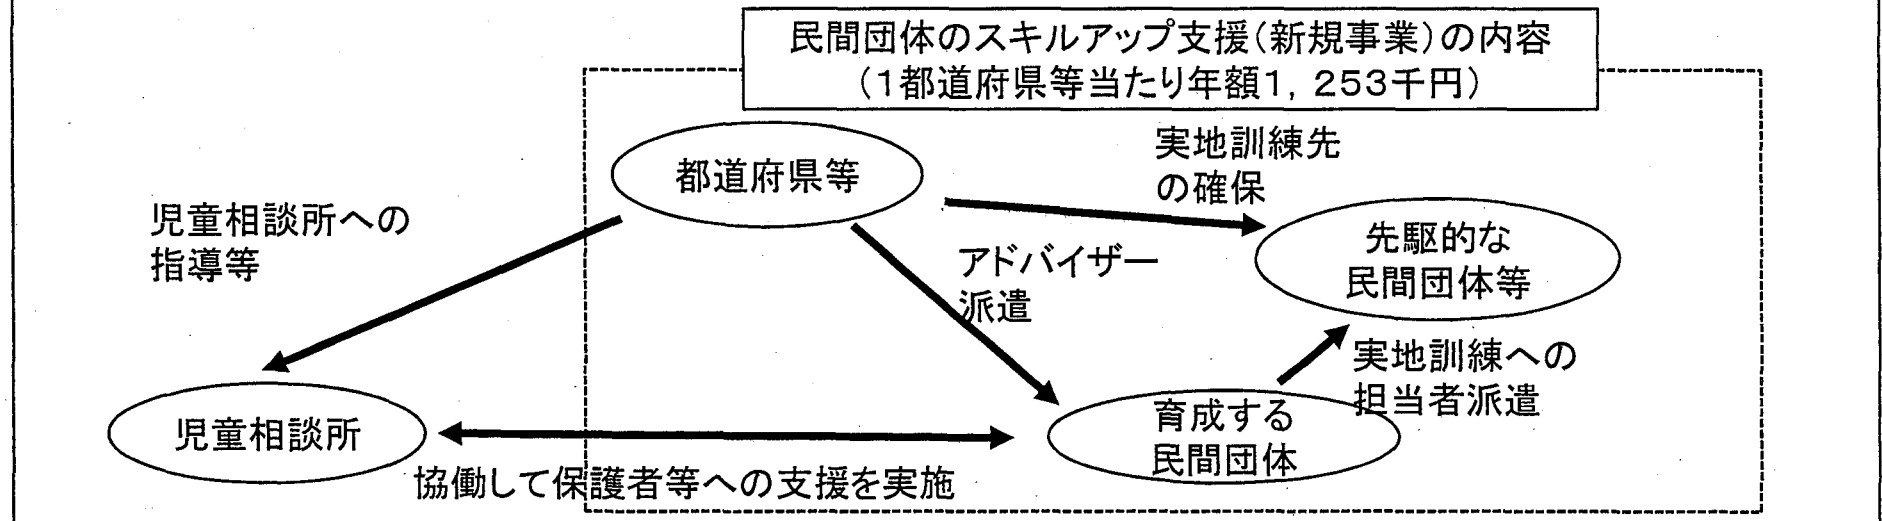 民間団体のスキルアップ支援(新規事業)の内容
(1都道府県等当たり年額1,253千円)
都道府県等
実地訓練先
の確保
児童相談所への
指導等
先駆的な
民間団体等
アドバイザー
派遣
実地訓練への
担当者派遣
児童相談所
育成する
民間団体
協働して保護者等への支援を実施